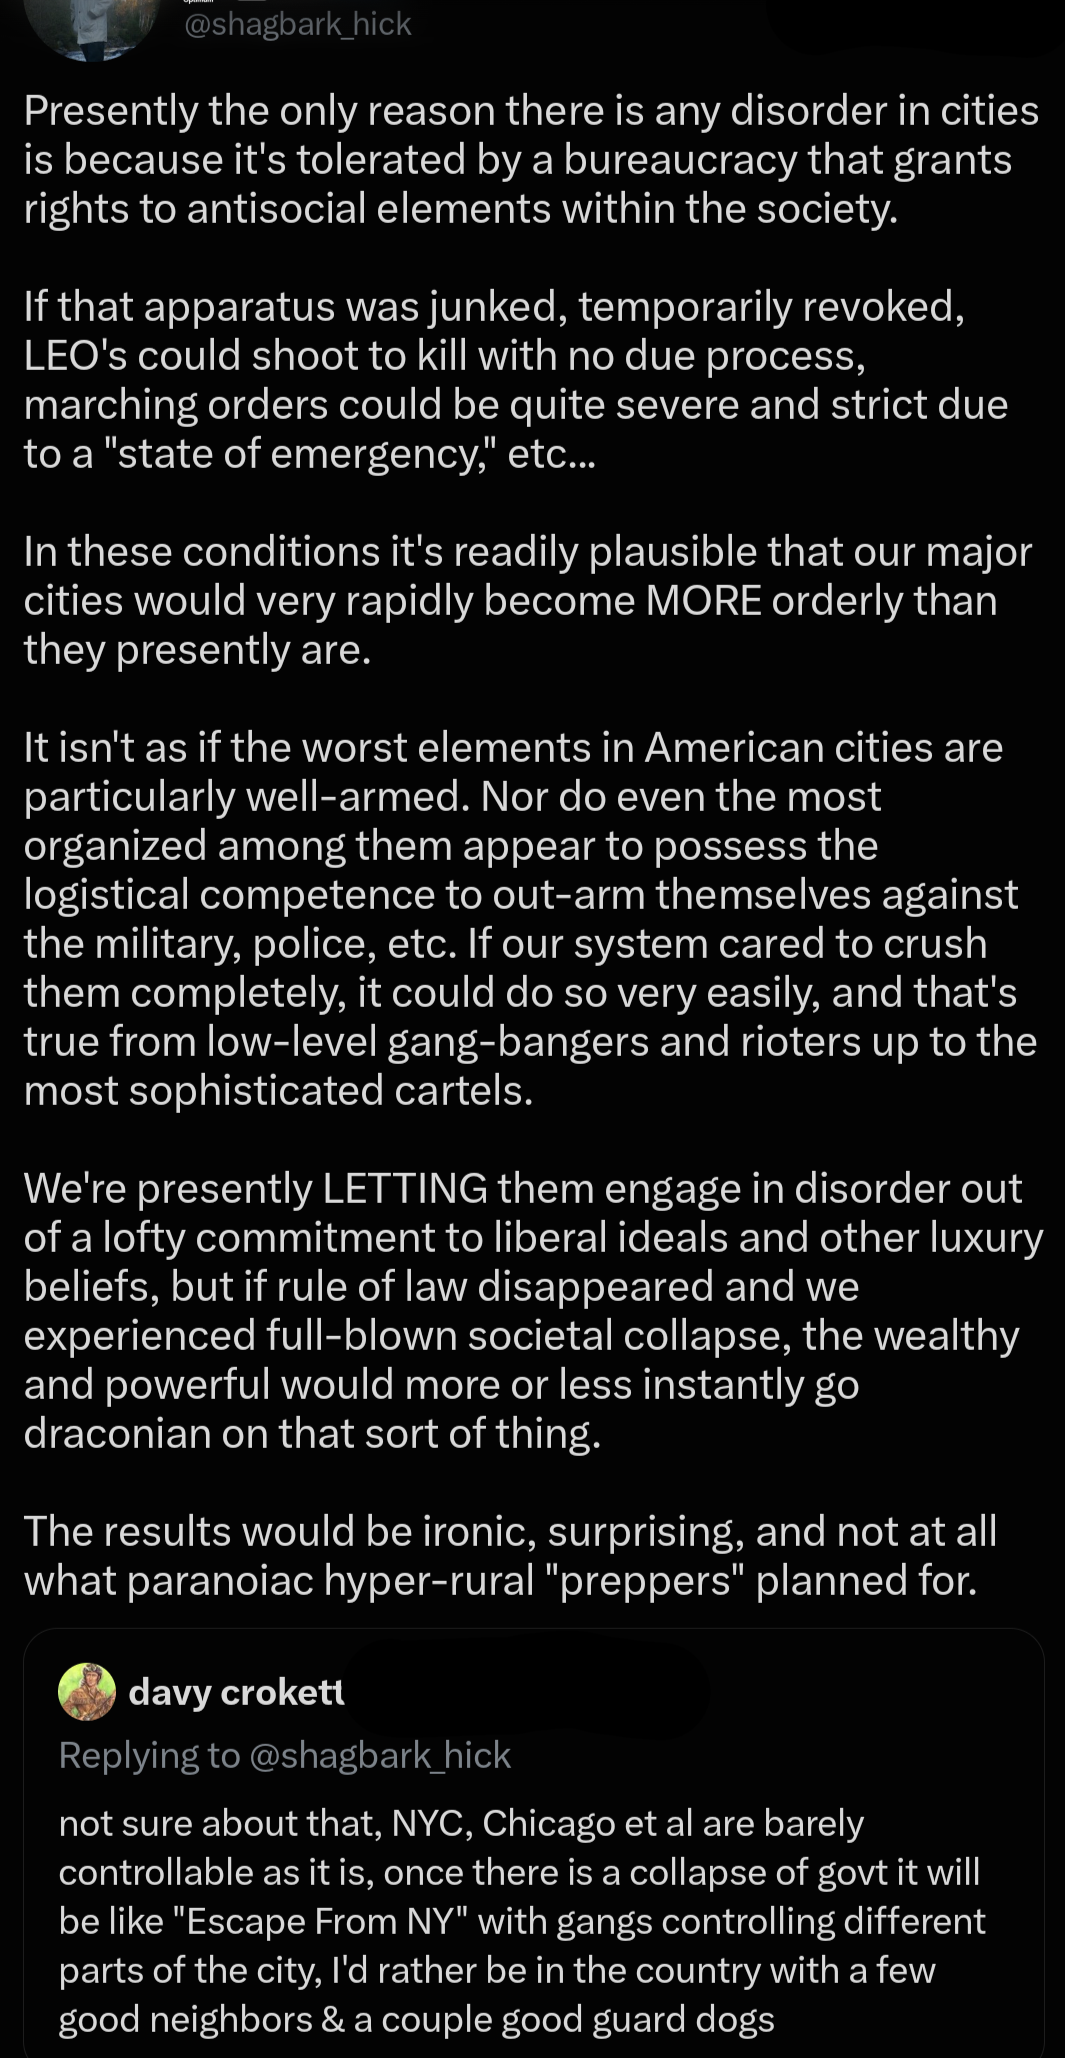 @shagbark_hick
Presently the only reason there is any disorder in cities
is because it's tolerated by a bureaucracy that grants
rights to antisocial elements within the society.
If that apparatus was junked, temporarily revoked,
LEO's could shoot to kill with no due process,
marching orders could be quite severe and strict due
to a "state of emergency," etc...
In these conditions it's readily plausible that our major
cities would very rapidly become MORE orderly than
they presently are.
It isn't as if the worst elements in American cities are
particularly well-armed. Nor do even the most
organized among them appear to possess the
logistical competence to out-arm themselves against
the military, police, etc. If our system cared to crush
them completely, it could do so very easily, and that's
true from low-level gang-bangers and rioters up to the
most sophisticated cartels.
We're presently LETTING them engage in disorder out
of a lofty commitment to liberal ideals and other luxury
beliefs, but if rule of law disappeared and we
experienced full-blown societal collapse, the wealthy
and powerful would more or less instantly go
draconian on that sort of thing.
The results would be ironic, surprising, and not at all
what paranoiac hyper-rural "preppers" planned for.
davy crokett
Replying to @shagbark_hick
not sure about that, NYC, Chicago et al are barely
controllable as it is, once there is a collapse of govt it will
be like "Escape From NY" with gangs controlling different
parts of the city, I'd rather be in the country with a few
good neighbors & a couple good guard dogs